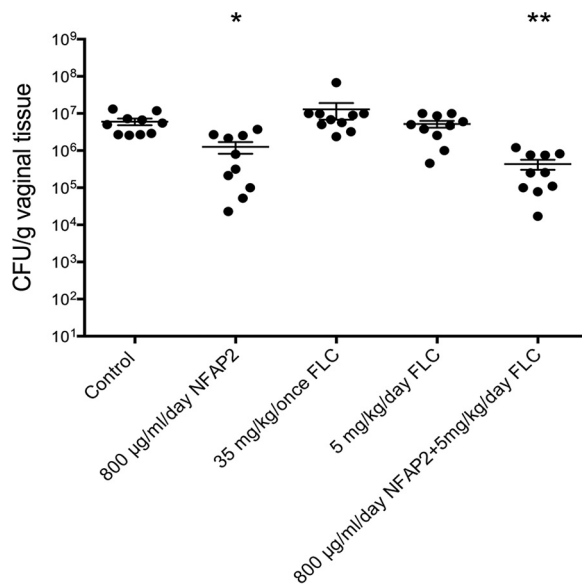 * **
CFU/g vaginal tissue
10⁹
10⁸
10⁷
10⁶
10⁵
10⁴
10³
10²
10¹
Control
800 µg/ml/day NFAP2
35 mg/kg/once FLC
5 mg/kg/day FLC
800 µg/ml/day NFAP2+5mg/kg/day FLC